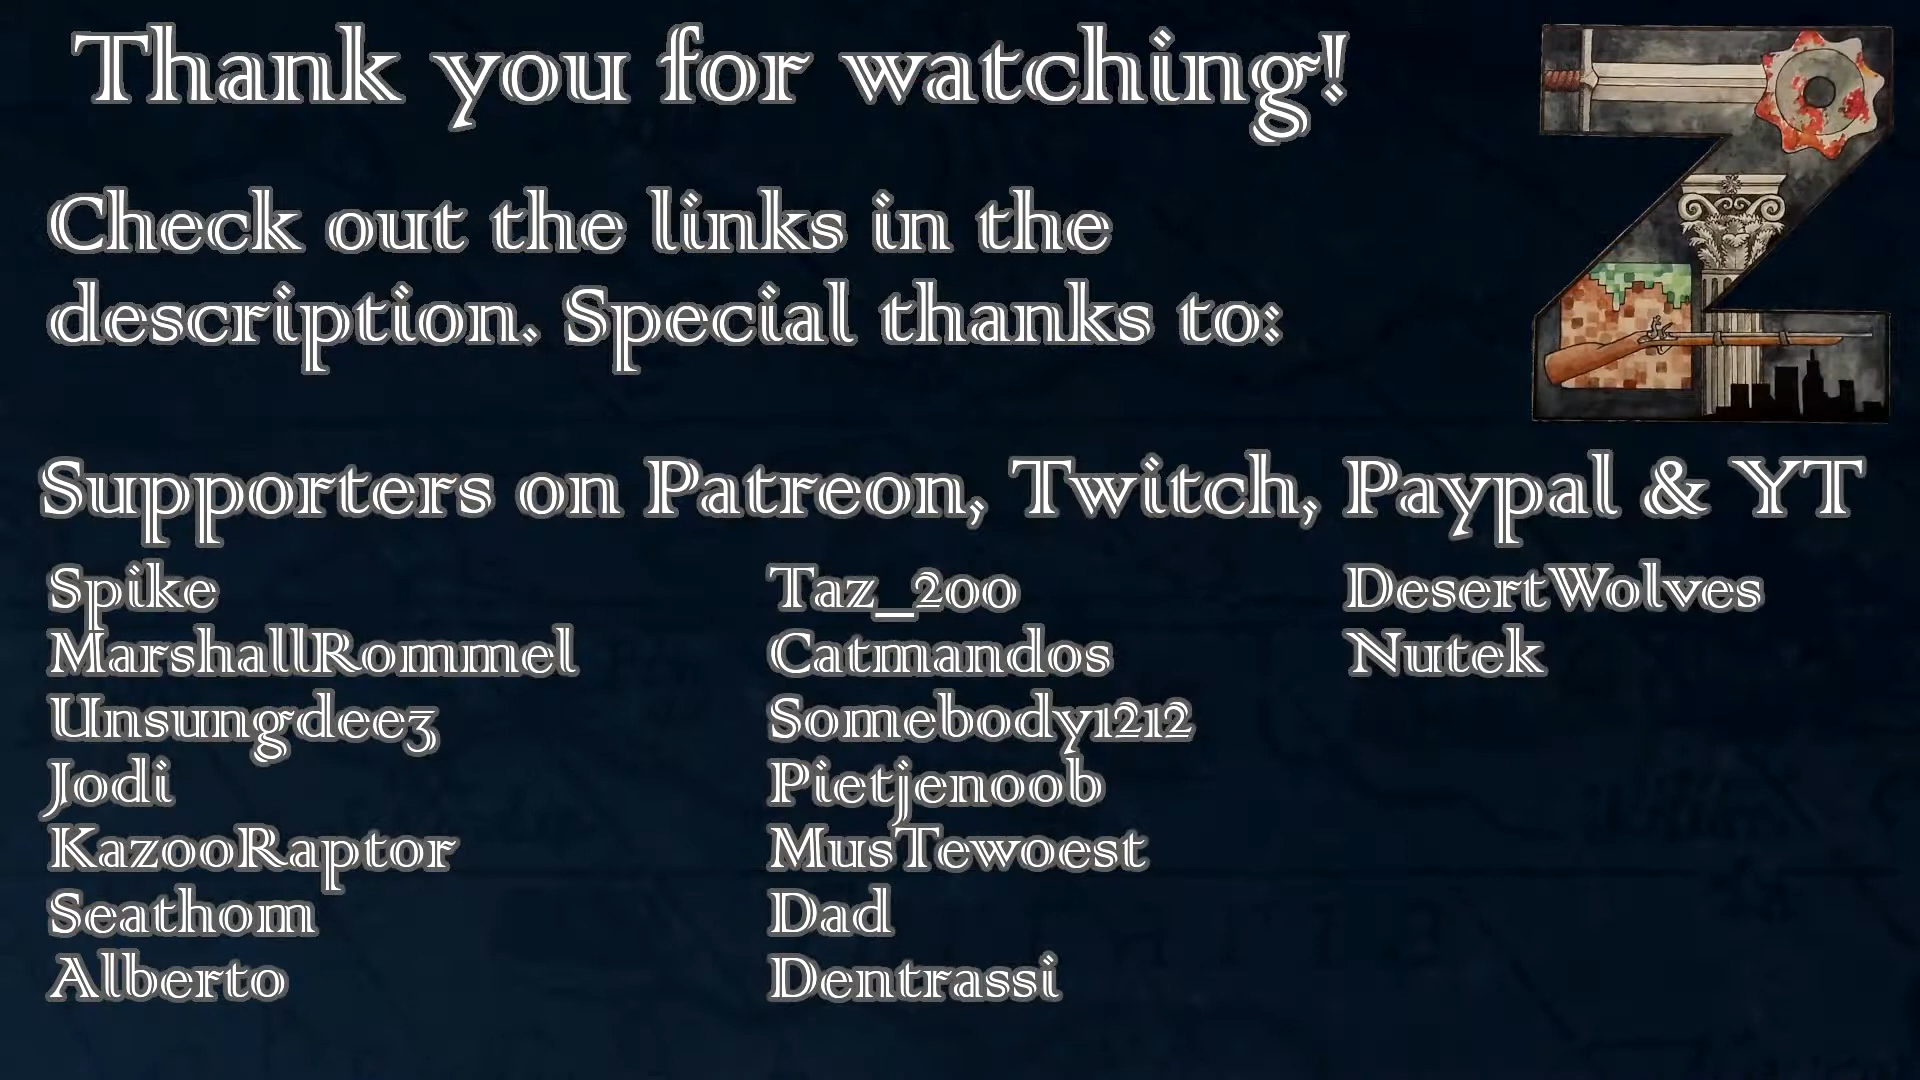 Thank you for watching!
Check out the links in the
description. Special thanks to:
Supporters on Patreon, Twitch, Paypal & YT
Spike
MarshallRommel
Unsungdee3
Jodi
KazooRaptor
Seathom
Alberto
Taz_200
Catmandos
Somebody1212
Pietjenoob
MusTewoest
Dad
Dentrassi
DesertWolves
Nutek